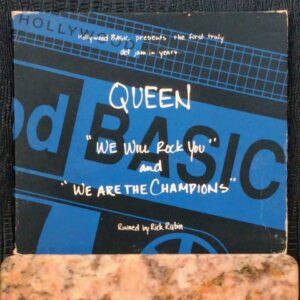 HOLLYWOOD
Hollywood Basic presents the first truly
def jam in years
QUEEN
od BASIC
"We Will Rock You"
and
"We are the Champions"
Ruined by Rick Rubin